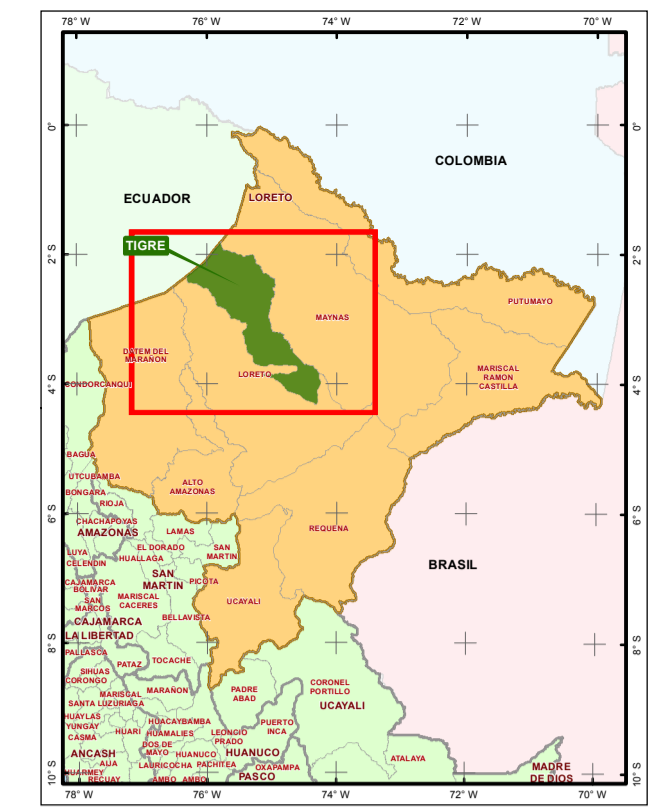 78° W 76° W 74° W 72° W 70° W
0° 0°
COLOMBIA
ECUADOR
LORETO
TIGRE
2° S 2° S
PUTUMAYO
MAYNAS
DATEM DEL
MARAÑON
MARISCAL
RAMON
CASTILLA
LORETO
CONDORCANQUI
4° S 4° S
BAGUA
UTCUBAMBA
ALTO
AMAZONAS
BONGARA
RIOJA
6° S 6° S
CHACHAPOYAS
AMAZONAS
LAMAS
REQUENA
EL DORADO
SAN
MARTIN
LUYA
HUALLAGA
CELENDIN
BRASIL
SAN
MARTIN
PICOTA
CAJAMARCA
BOLIVAR
MARISCAL
CACERES
SAN
MARCOS
UCAYALI
BELLAVISTA
CAJAMARCA
LA LIBERTAD
8° S 8° S
PALLASCA
PATAZ
TOCACHE
SIHUAS
CORONGO
CORONEL
PORTILLO
MARISCAL
LUZURIAGA
MARAÑON
PADRE
ABAD
SANTA
UCAYALI
HUAYLAS
HUACAYBAMBA
PUERTO
INCA
YUNGAY
HUARI
HUAMALIES
LEONCIO
PRADO
CASMA
DOS DE
MAYO
ANCASH
HUANUCO
HUANUCO
ATALAYA
AIJA
LAURICOCHA
PACHITEA
OXAPAMPA
MADRE
DE DIOS
HUARMEY
RECUAY
AMBO
AMBO
PASCO
10° S 10° S
78° W 76° W 74° W 72° W 70° W